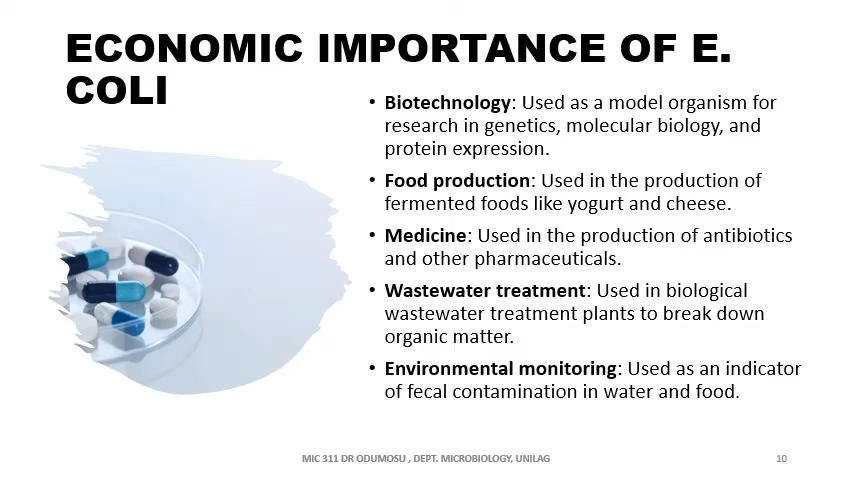 ECONOMIC IMPORTANCE OF E.
COLI
• Biotechnology: Used as a model organism for
research in genetics, molecular biology, and
protein expression.
• Food production: Used in the production of
fermented foods like yogurt and cheese.
• Medicine: Used in the production of antibiotics
and other pharmaceuticals.
• Wastewater treatment: Used in biological
wastewater treatment plants to break down
organic matter.
• Environmental monitoring: Used as an indicator
of fecal contamination in water and food.
MIC 311 DR ODUMOSU , DEPT. MICROBIOLOGY, UNILAG
10